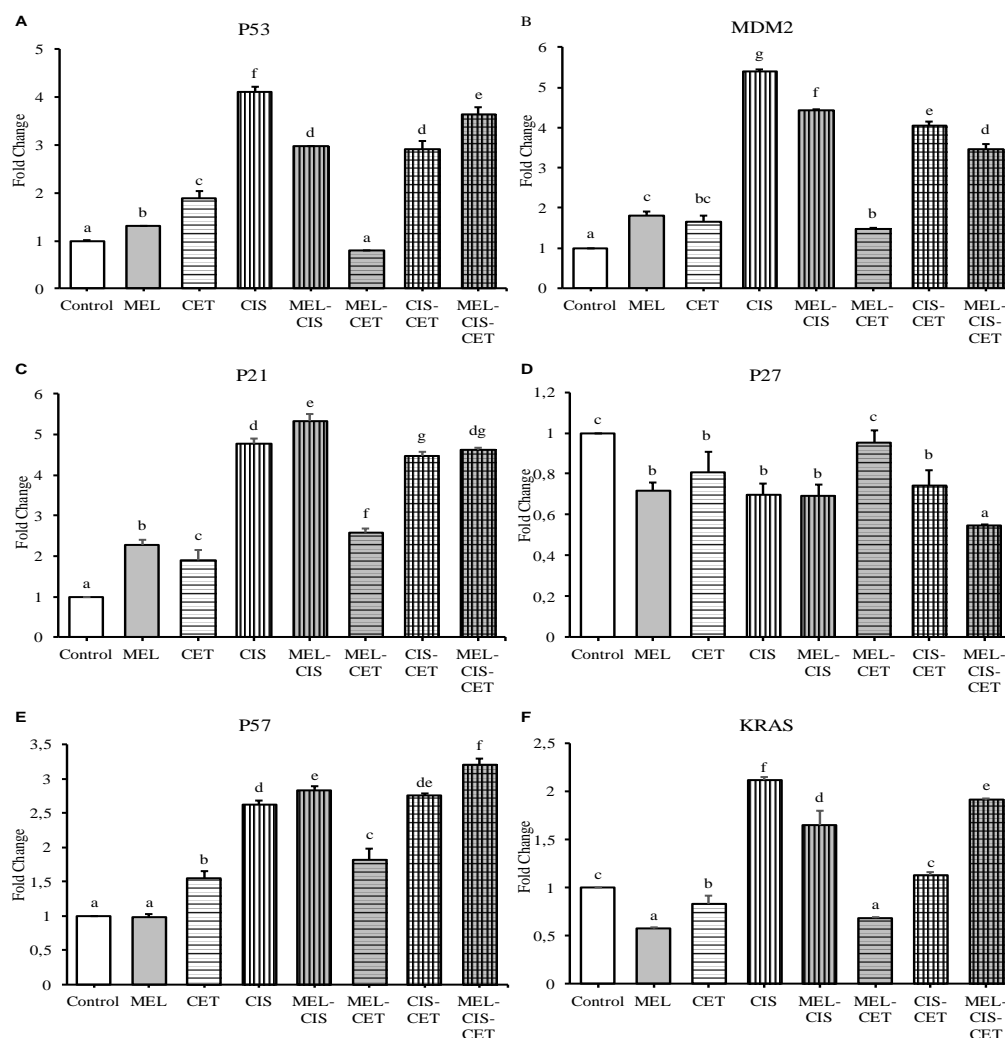 A
P53
Fold Change
5
4
3
2
1
0
a
b
c
f
d
a
d
e
Control MEL CET CIS MEL-CIS MEL-CET CIS-CET MEL-CIS-CET
B
MDM2
Fold Change
6
5
4
3
2
1
0
a
c
bc
g
f
b
e
d
Control MEL CET CIS MEL-CIS MEL-CET CIS-CET MEL-CIS-CET
C
P21
Fold Change
6
5
4
3
2
1
0
a
b
c
d
e
f
g
dg
Control MEL CET CIS MEL-CIS MEL-CET CIS-CET MEL-CIS-CET
D
P27
Fold Change
1,2
1
0,8
0,6
0,4
0,2
0
c
b
b
b
b
c
b
a
Control MEL CET CIS MEL-CIS MEL-CET CIS-CET MEL-CIS-CET
E
P57
Fold Change
3,5
3
2,5
2
1,5
1
0,5
0
a
a
b
d
e
c
de
f
Control MEL CET CIS MEL-CIS MEL-CET CIS-CET MEL-CIS-CET
F
KRAS
Fold Change
2,5
2
1,5
1
0,5
0
c
a
b
f
d
a
c
e
Control MEL CET CIS MEL-CIS MEL-CET CIS-CET MEL-CIS-CET